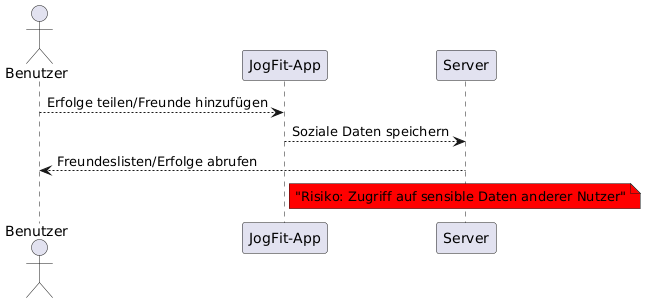 Benutzer
JogFit-App
Server
Erfolge teilen/Freunde hinzufügen
Soziale Daten speichern
Freundeslisten/Erfolge abrufen
"Risiko: Zugriff auf sensible Daten anderer Nutzer"
Benutzer
JogFit-App
Server